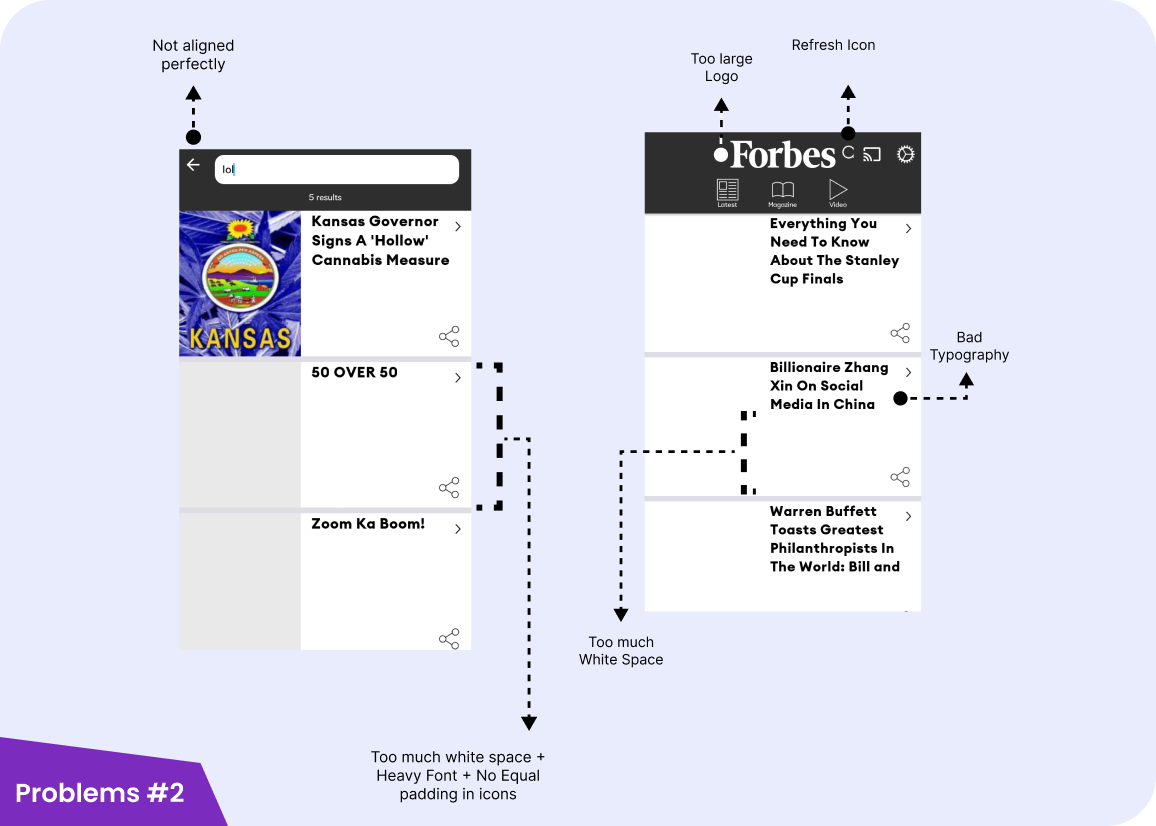 Not aligned
perfectly
Too large
Logo
Refresh Icon
lol
5 results
Kansas Governor
Signs A 'Hollow'
Cannabis Measure
KANSAS
50 OVER 50
Zoom Ka Boom!
Forbes
Latest
Magazine
Video
Everything You
Need To Know
About The Stanley
Cup Finals
Billionaire Zhang
Xin On Social
Media In China
Warren Buffett
Toasts Greatest
Philanthropists In
The World: Bill and
Bad
Typography
Too much
White Space
Too much white space +
Heavy Font + No Equal
padding in icons
Problems #2